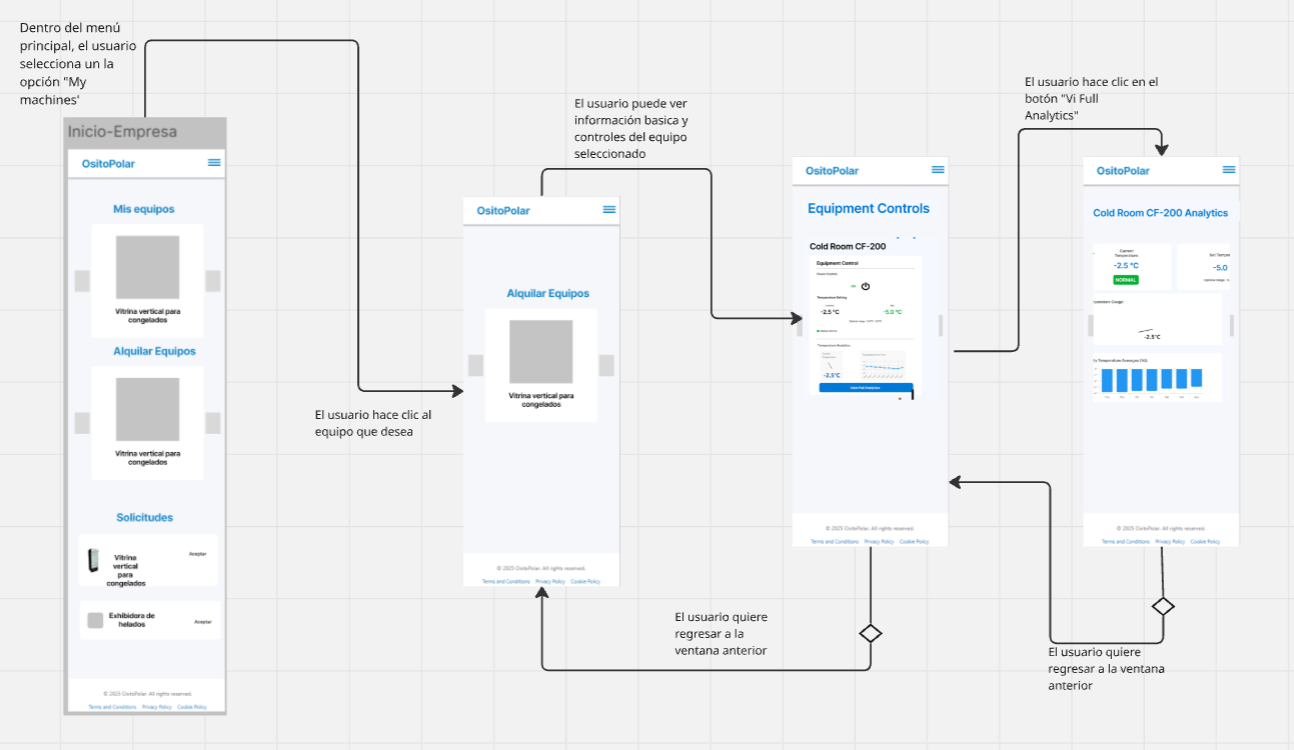 Dentro del menú
principal, el usuario
selecciona un la
opción "My
machines'
Inicio-Empresa
OsitoPolar
Mis equipos
Vitrina vertical para
congelados
Alquilar Equipos
Vitrina vertical para
congelados
Solicitudes
Vitrina
vertical
para
congelados
Aceptar
Exhibidora de
helados
Aceptar
© 2025 OsitoPolar. All rights reserved.
Terms and Conditions Privacy Policy Cookie Policy
El usuario hace clic al
equipo que desea
OsitoPolar
Alquilar Equipos
Vitrina vertical para
congelados
© 2025 OsitoPolar. All rights reserved.
Terms and Conditions Privacy Policy Cookie Policy
El usuario puede ver
información basica y
controles del equipo
seleccionado
OsitoPolar
Equipment Controls
Cold Room CF-200
Equipment Control
Temperature Setting
-2.5 °C
-5.0 °C
Temperature Analytics
-2.5°C
View Full Analytics
© 2025 OsitoPolar. All rights reserved.
Terms and Conditions Privacy Policy Cookie Policy
El usuario quiere
regresar a la
ventana anterior
El usuario hace clic en el
botón "Vi Full
Analytics"
OsitoPolar
Cold Room CF-200 Analytics
Current
Temperature
-2.5 °C
NORMAL
Set Tempe
-5.0
-2.5°C
© 2025 OsitoPolar. All rights reserved.
Terms and Conditions Privacy Policy Cookie Policy
El usuario quiere
regresar a la ventana
anterior